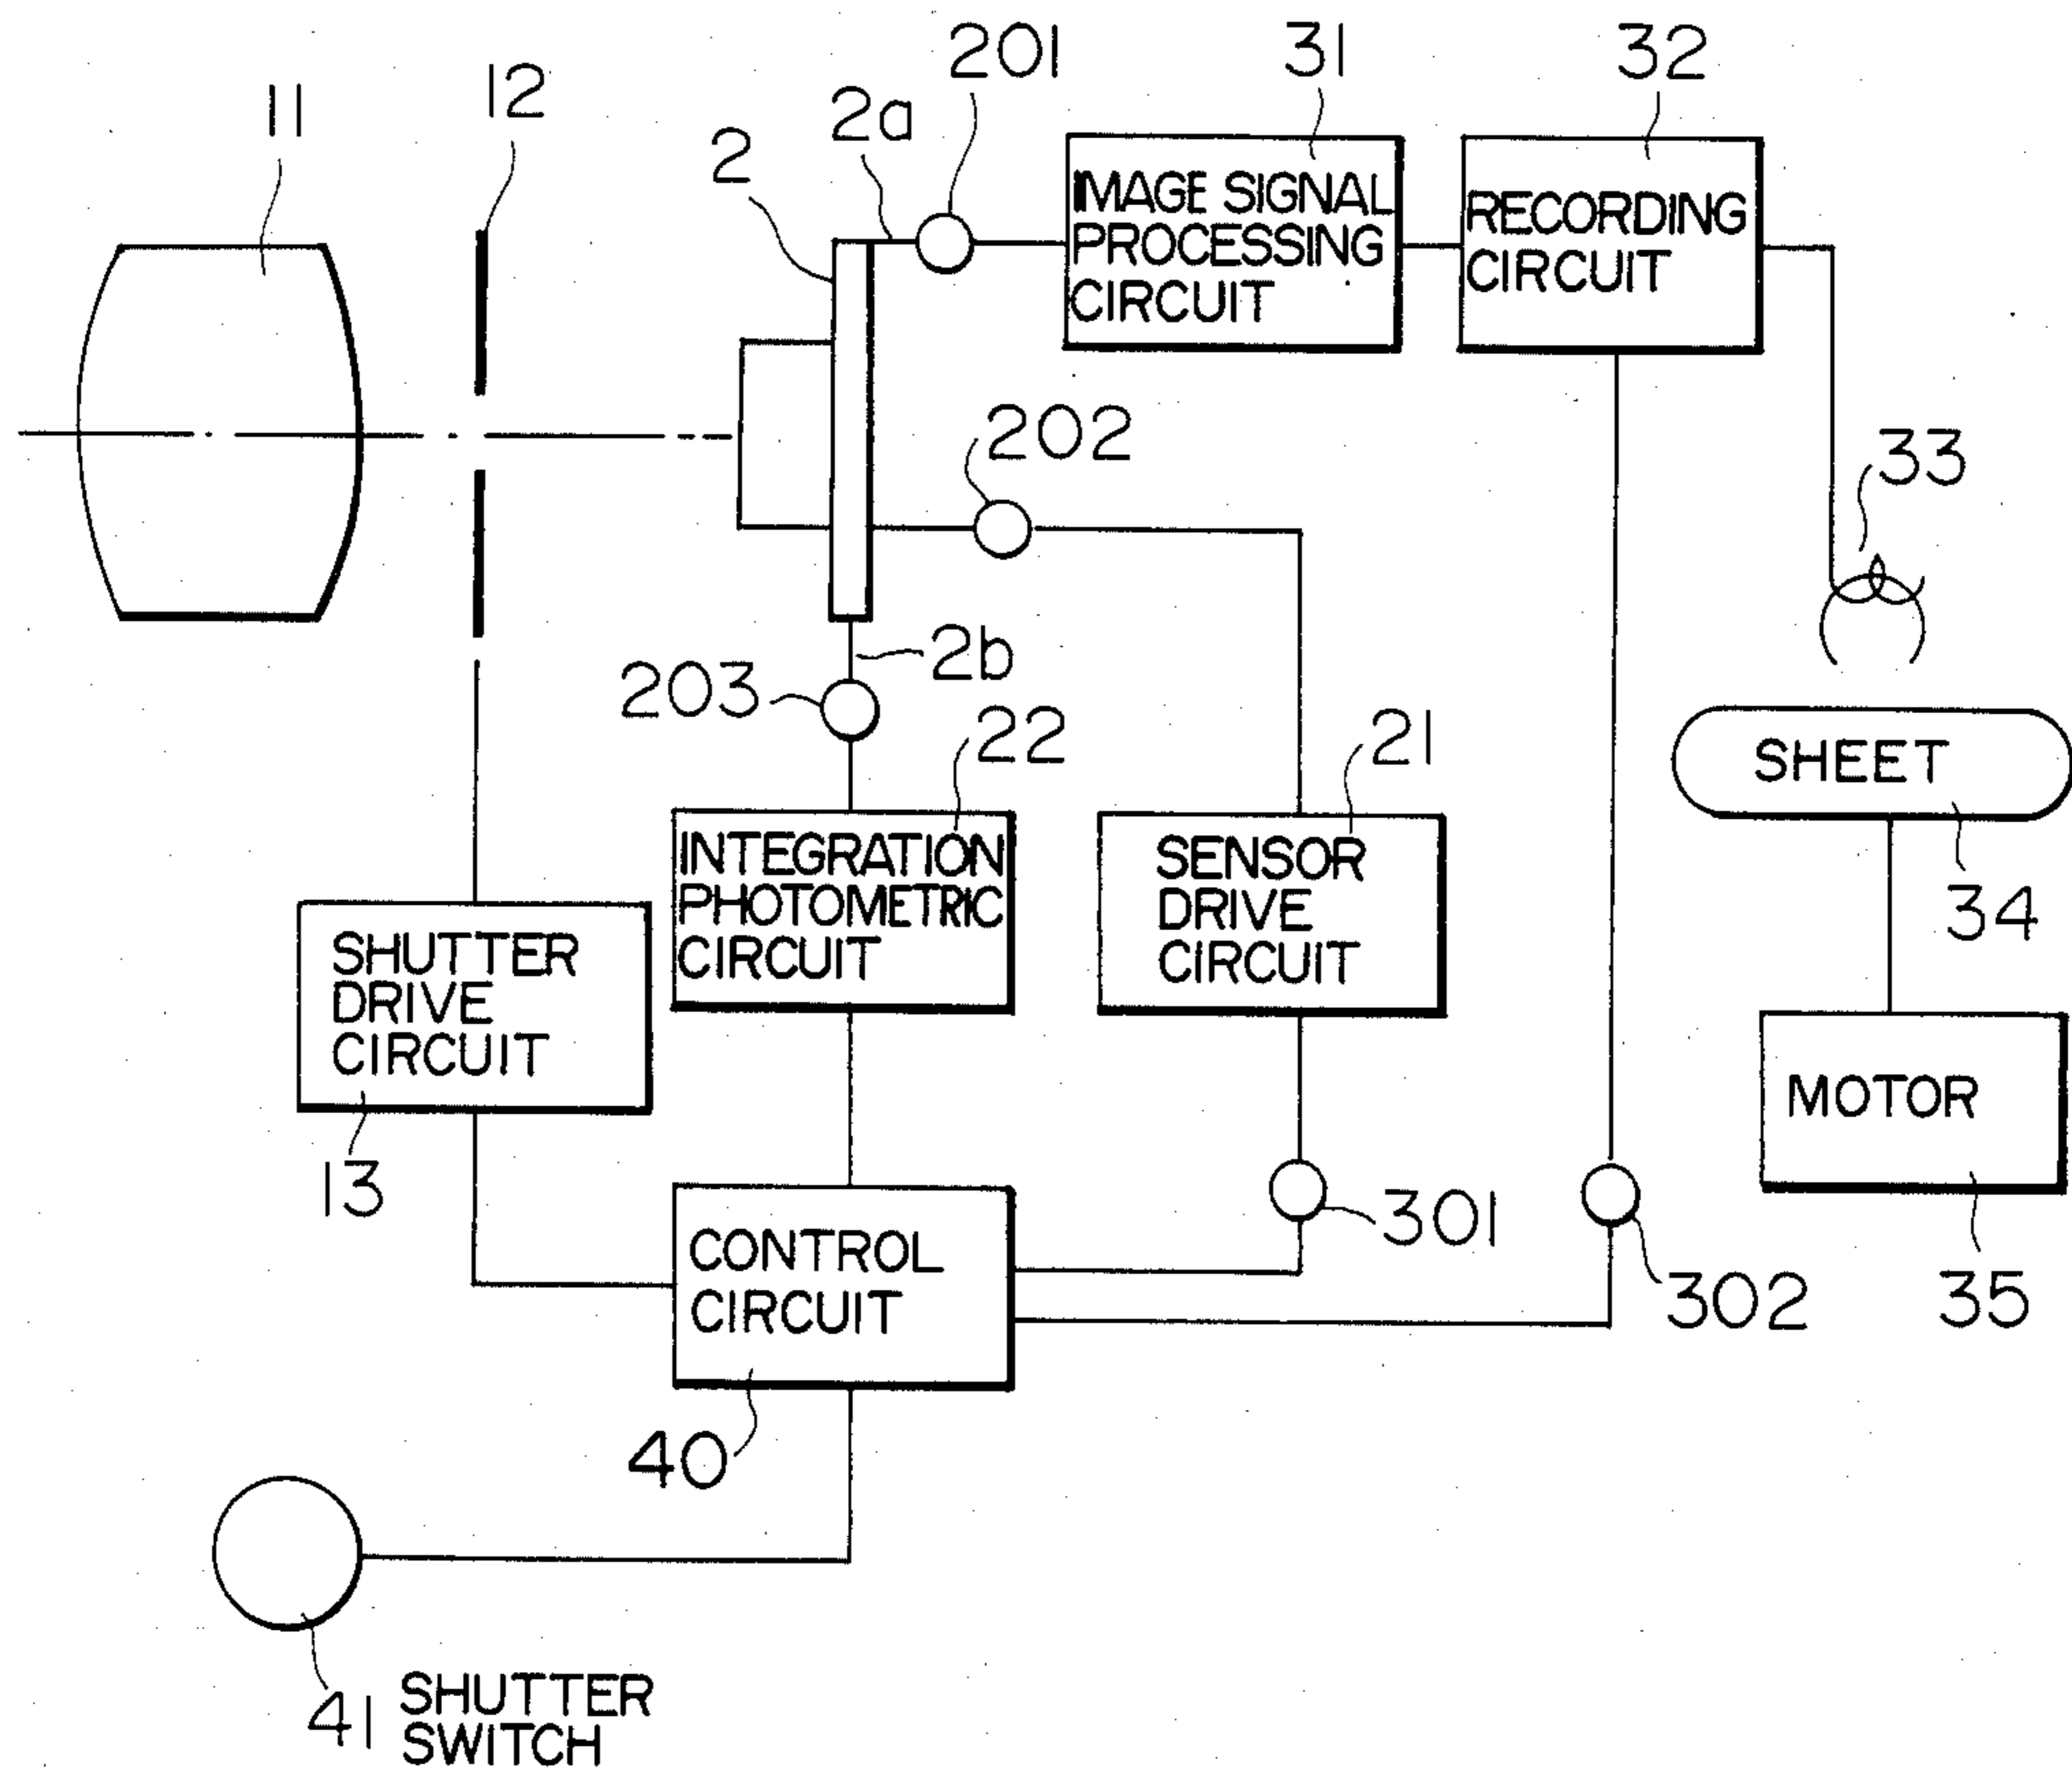 11
12
2
2a
201
31
32
IMAGE SIGNAL
PROCESSING
CIRCUIT
RECORDING
CIRCUIT
202
33
2b
203
22
21
SHEET
34
INTEGRATION
PHOTOMETRIC
CIRCUIT
SENSOR
DRIVE
CIRCUIT
SHUTTER
DRIVE
CIRCUIT
13
MOTOR
35
301
302
CONTROL
CIRCUIT
40
41
SHUTTER
SWITCH